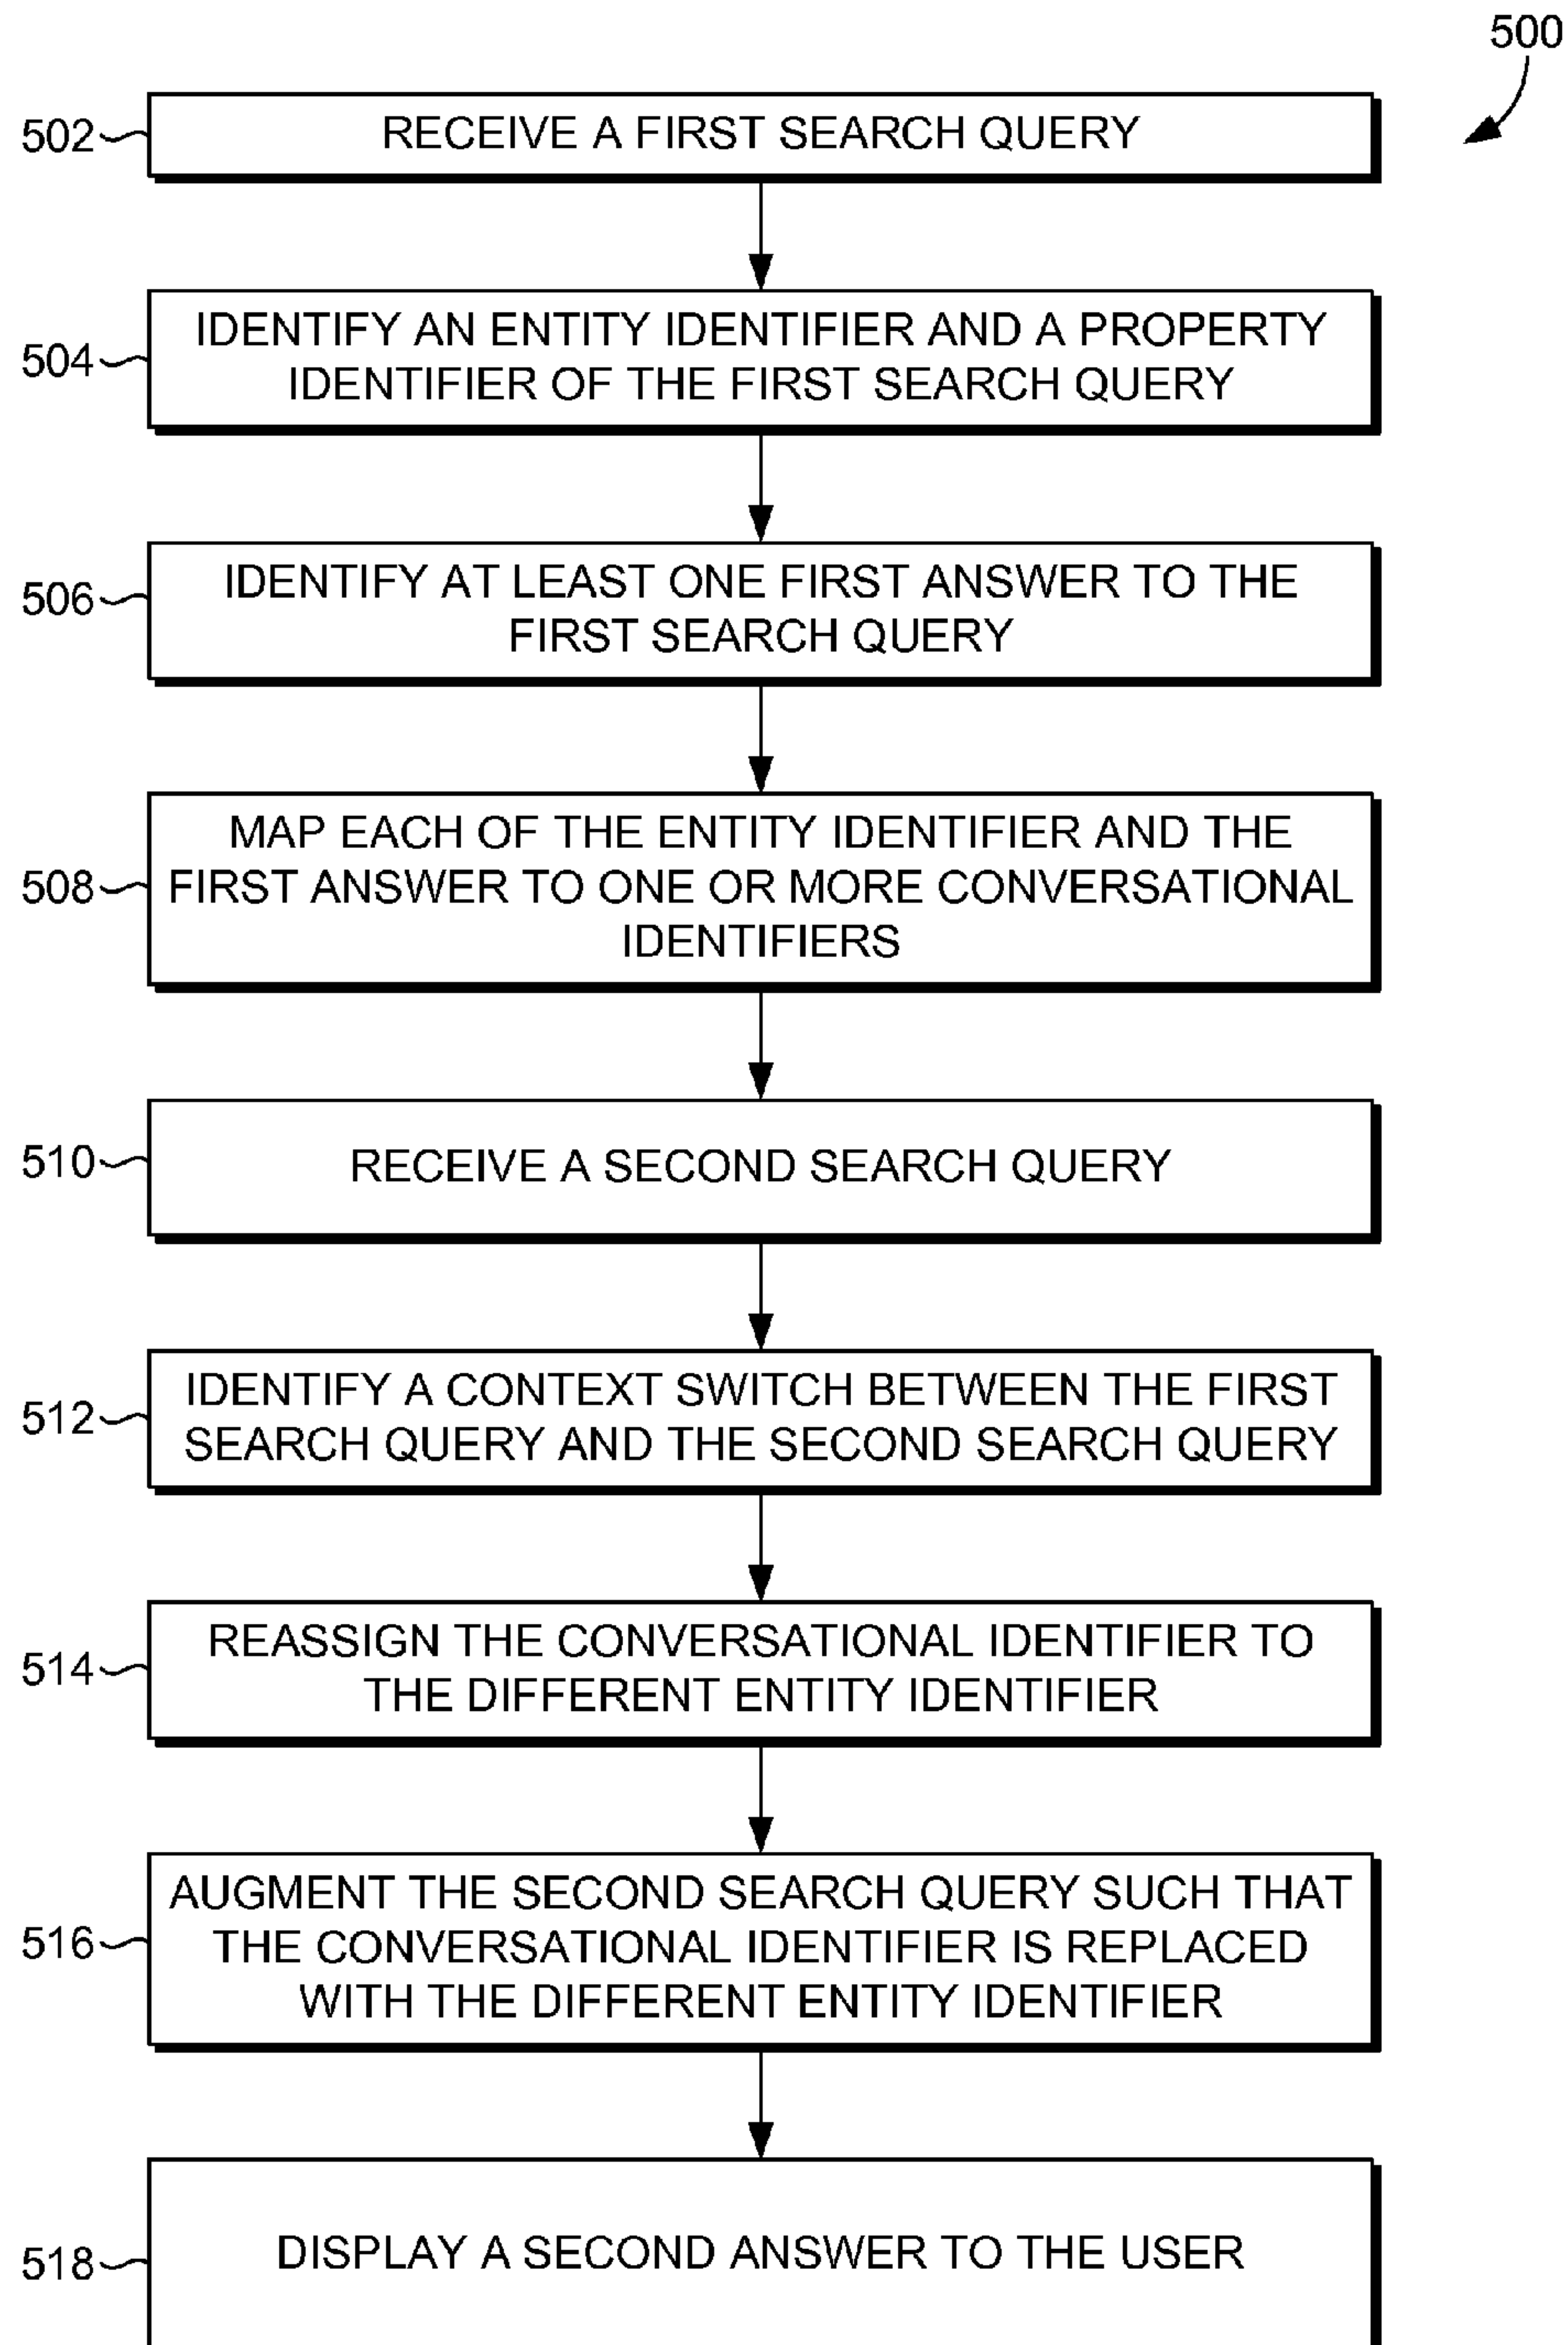 500
502
RECEIVE A FIRST SEARCH QUERY
504
IDENTIFY AN ENTITY IDENTIFIER AND A PROPERTY
IDENTIFIER OF THE FIRST SEARCH QUERY
506
IDENTIFY AT LEAST ONE FIRST ANSWER TO THE
FIRST SEARCH QUERY
508
MAP EACH OF THE ENTITY IDENTIFIER AND THE
FIRST ANSWER TO ONE OR MORE CONVERSATIONAL
IDENTIFIERS
510
RECEIVE A SECOND SEARCH QUERY
512
IDENTIFY A CONTEXT SWITCH BETWEEN THE FIRST
SEARCH QUERY AND THE SECOND SEARCH QUERY
514
REASSIGN THE CONVERSATIONAL IDENTIFIER TO
THE DIFFERENT ENTITY IDENTIFIER
516
AUGMENT THE SECOND SEARCH QUERY SUCH THAT
THE CONVERSATIONAL IDENTIFIER IS REPLACED
WITH THE DIFFERENT ENTITY IDENTIFIER
518
DISPLAY A SECOND ANSWER TO THE USER